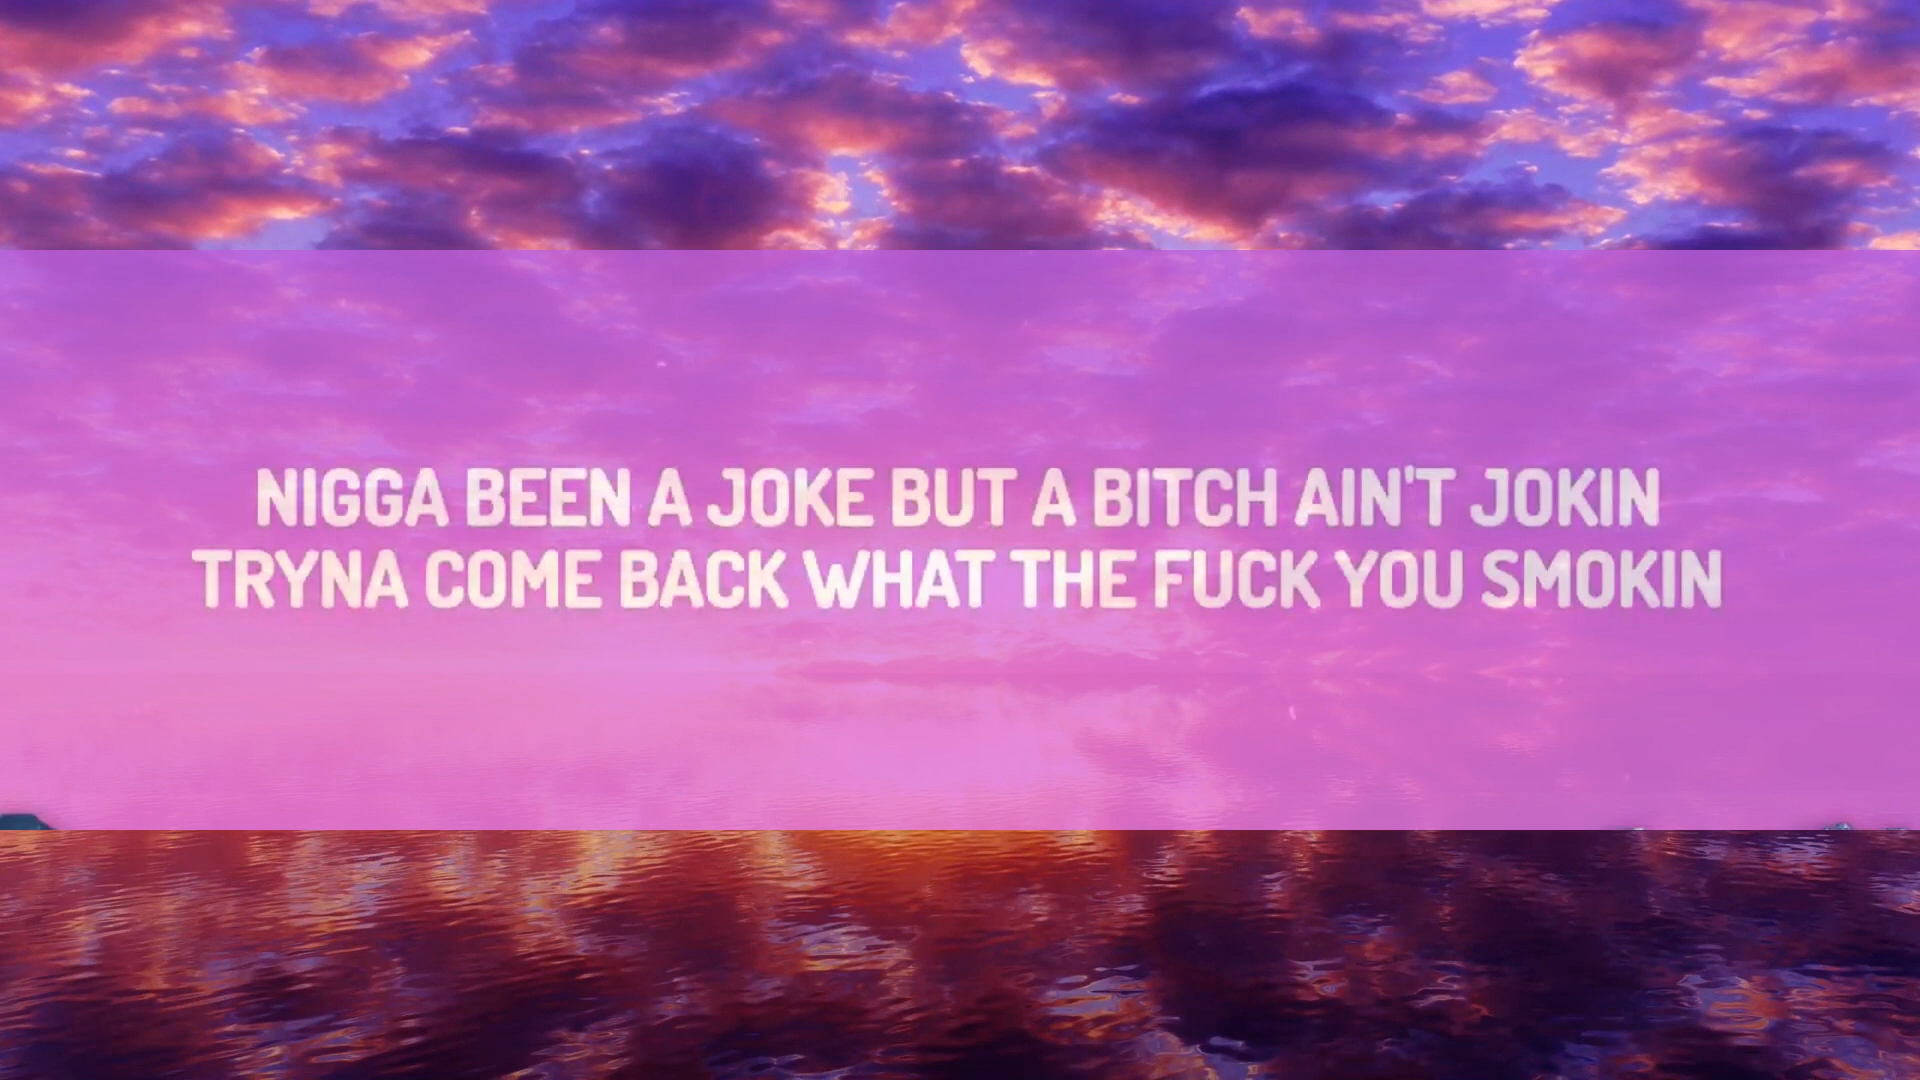 NIGGA BEEN A JOKE BUT A BITCH AIN'T JOKIN
TRYNA COME BACK WHAT THE FUCK YOU SMOKIN